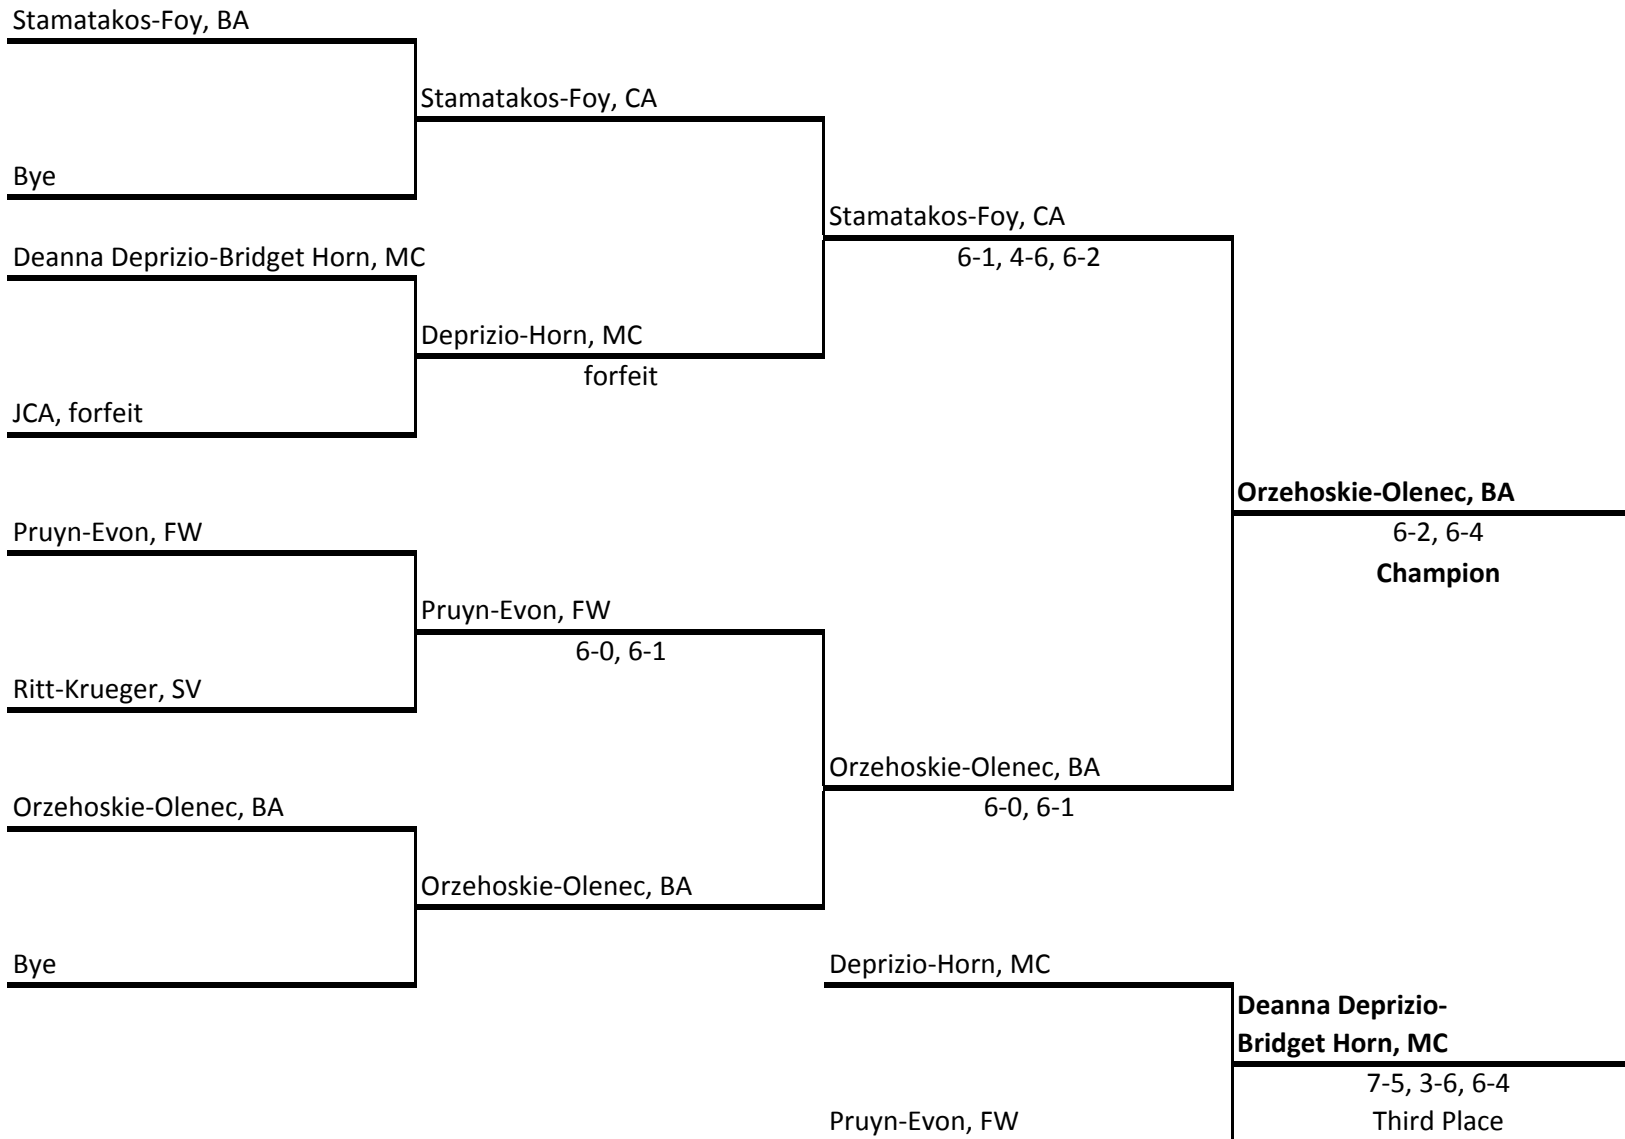 Stamatakos-Foy, BA
Stamatakos-Foy, CA
Bye
Stamatakos-Foy, CA
6-1, 4-6, 6-2
Deanna Deprizio-Bridget Horn, MC
Deprizio-Horn, MC
forfeit
JCA, forfeit
Orzehoskie-Olenec, BA
6-2, 6-4
Champion
Pruyn-Evon, FW
Pruyn-Evon, FW
6-0, 6-1
Ritt-Krueger, SV
Orzehoskie-Olenec, BA
6-0, 6-1
Orzehoskie-Olenec, BA
Orzehoskie-Olenec, BA
Bye
Deprizio-Horn, MC
Deanna Deprizio-
Bridget Horn, MC
7-5, 3-6, 6-4
Third Place
Pruyn-Evon, FW